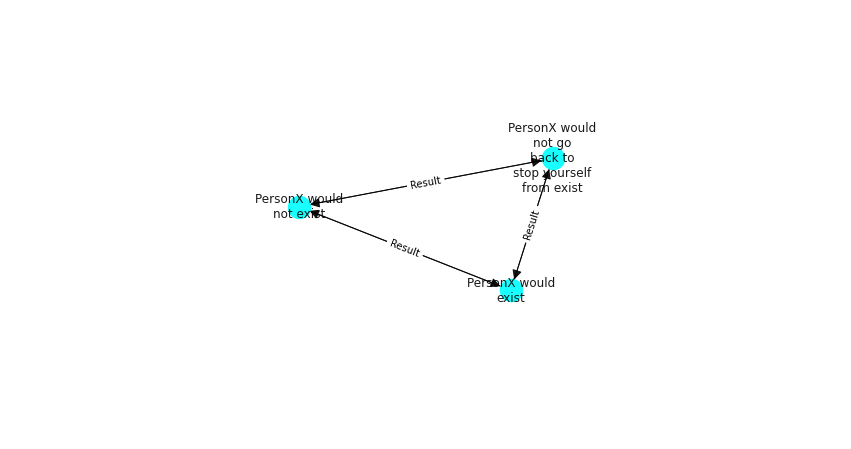 PersonX would
not go
back to
stop yourself
from exist
Result
PersonX would
not exist
Result
Result
PersonX would
exist